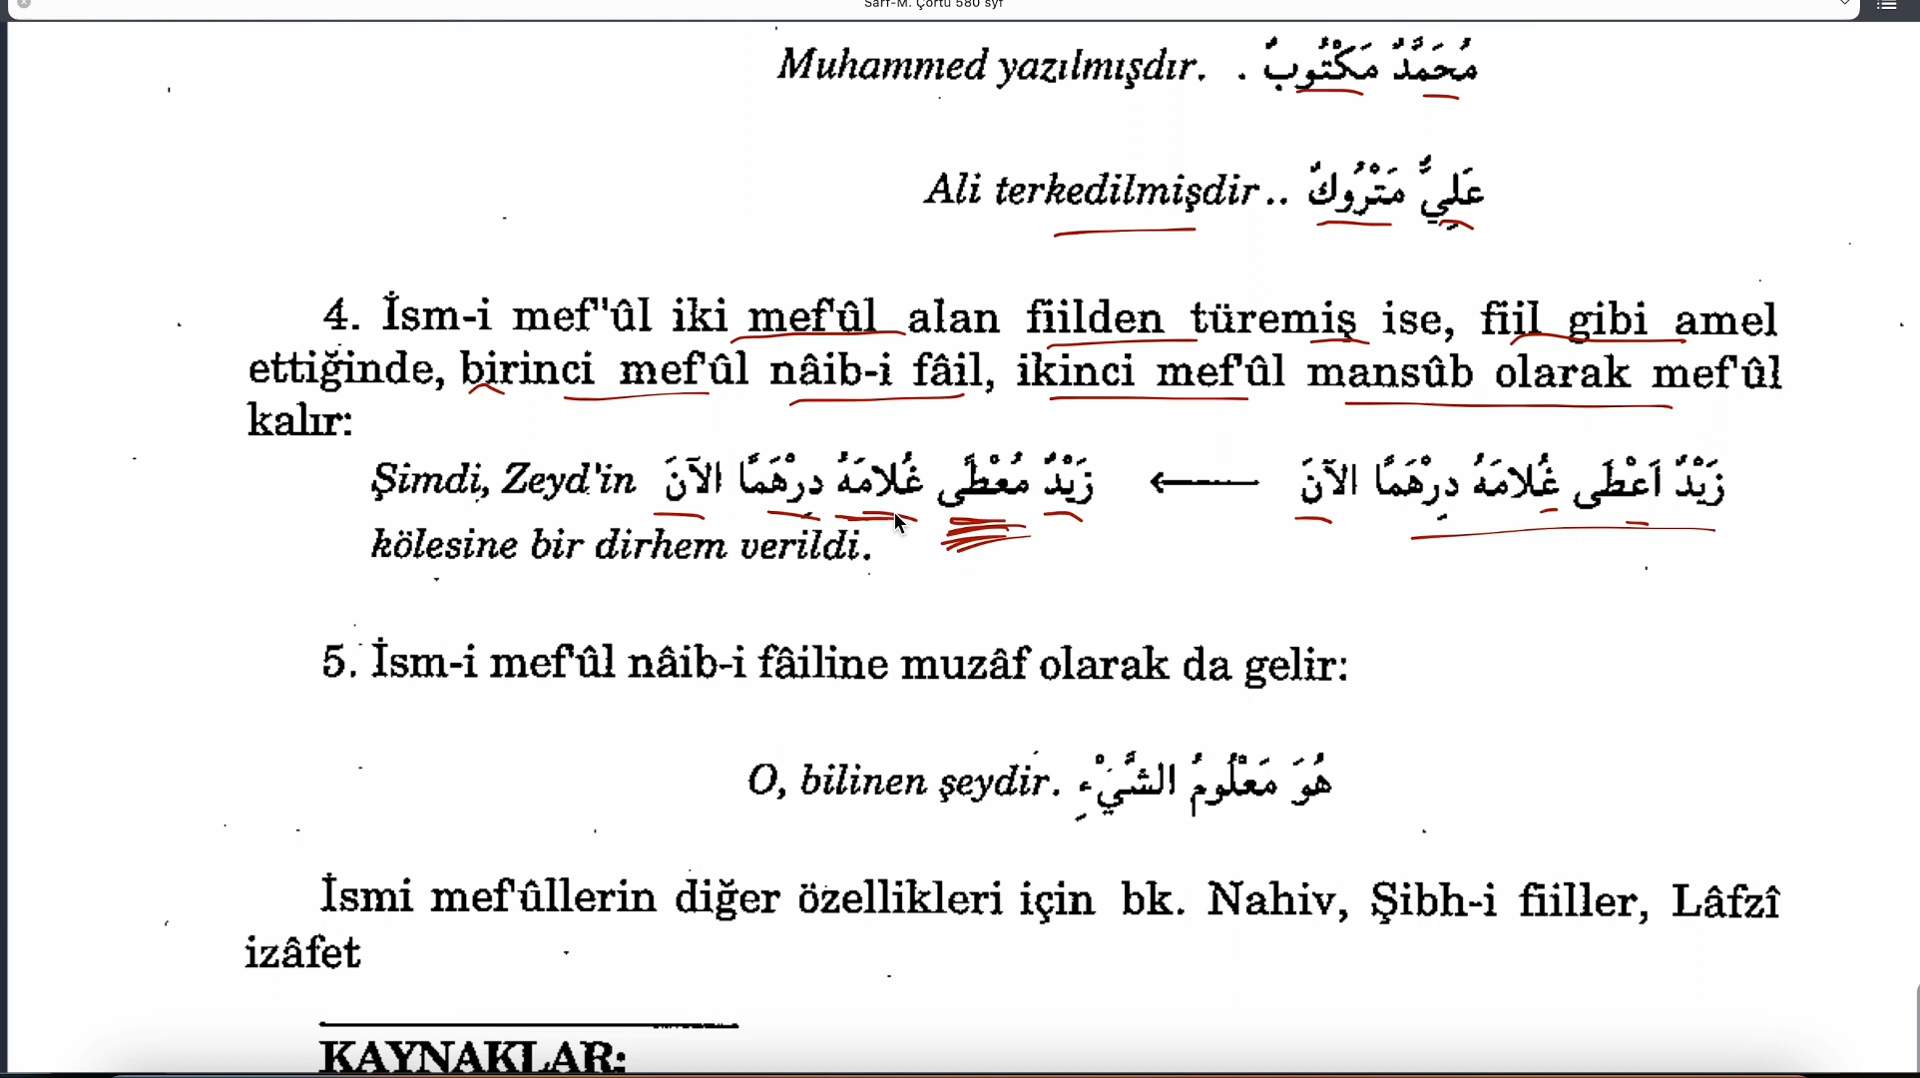 Sarf-M. Çörtü 580 syf
Muhammed yazılmışdır. . مُحَمَّدٌ مَكْتُوبٌ
Ali terkedilmişdir.. عَلِيٌّ مَتْرُوكٌ
4. İsm-i mef"ûl iki mef'ûl alan fiilden türemiş ise, fiil gibi amel
ettiğinde, birinci mef'ûl nâib-i fâil, ikinci mef'ûl mansûb olarak mef'ûl
kalır:
زَيْدٌ اَعْطَى غُلامَهُ دِرْهَمًا الآنَ ← زَيْدٌ مُعْطًى غُلامَهُ دِرْهَمًا الآنَ Şimdi, Zeyd'in
kölesine bir dirhem verildi.
5. İsm-i mef'ûl nâib-i fâiline muzâf olarak da gelir:
O, bilinen şeydir. هُوَ مَعْلُومُ الشَّيْءِ
İsmi mef'ûllerin diğer özellikleri için bk. Nahiv, Şibh-i fiiller, Lâfzî
izâfet
KAYNAKLAR: